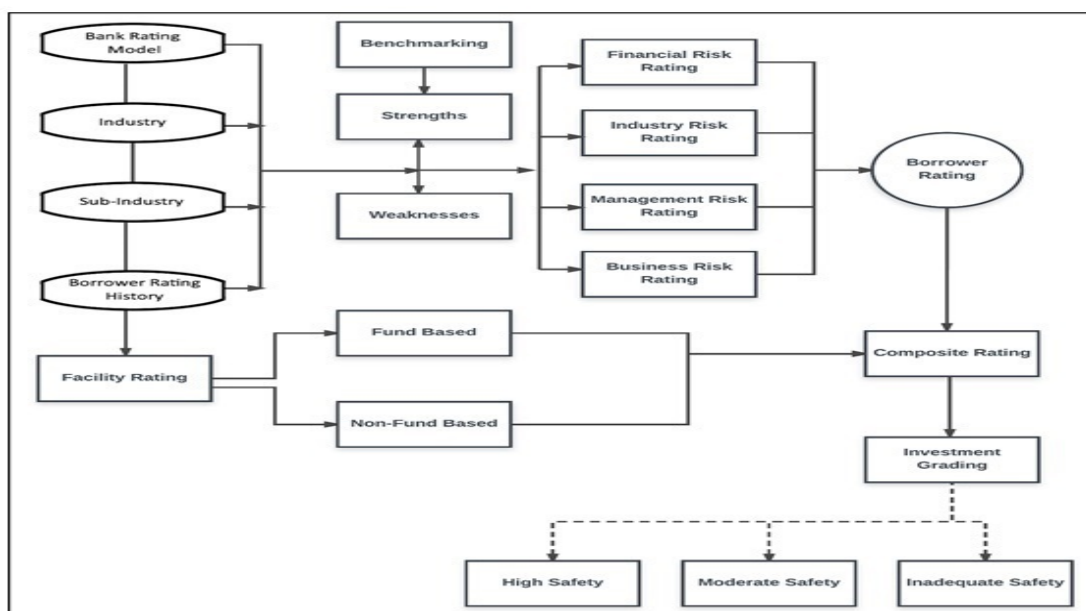 Bank Rating
Model
Industry
Sub-Industry
Borrower Rating
History
Facility Rating
Benchmarking
Strengths
Weaknesses
Fund Based
Non-Fund Based
Financial Risk
Rating
Industry Risk
Rating
Management Risk
Rating
Business Risk
Rating
Borrower
Rating
Composite Rating
Investment
Grading
High Safety
Moderate Safety
Inadequate Safety